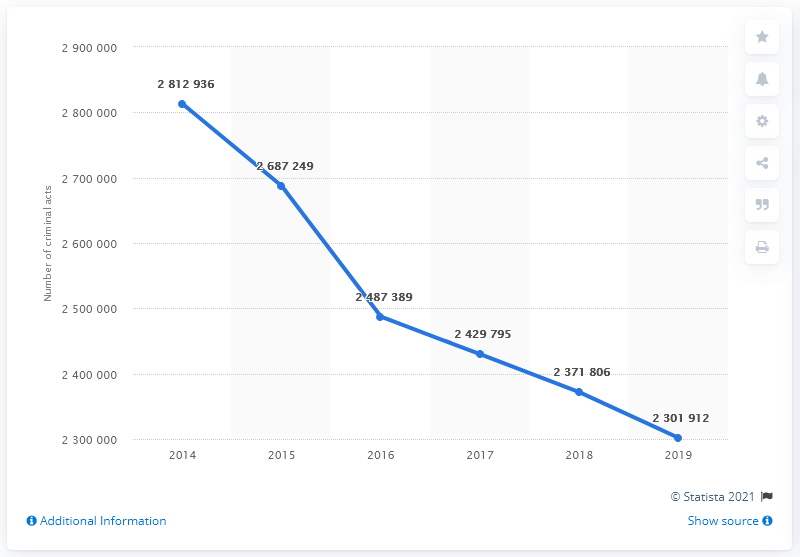 2 900 000
2 812 936
2 800 000
2 687 249
2 700 000
Number of criminal acts
2 600 000
2 487 389
2 500 000
2 429 795
2 371 806
2 400 000
2 301 912
2 300 000
2014 2015 2016 2017 2018 2019
© Statista 2021
Additional Information Show source